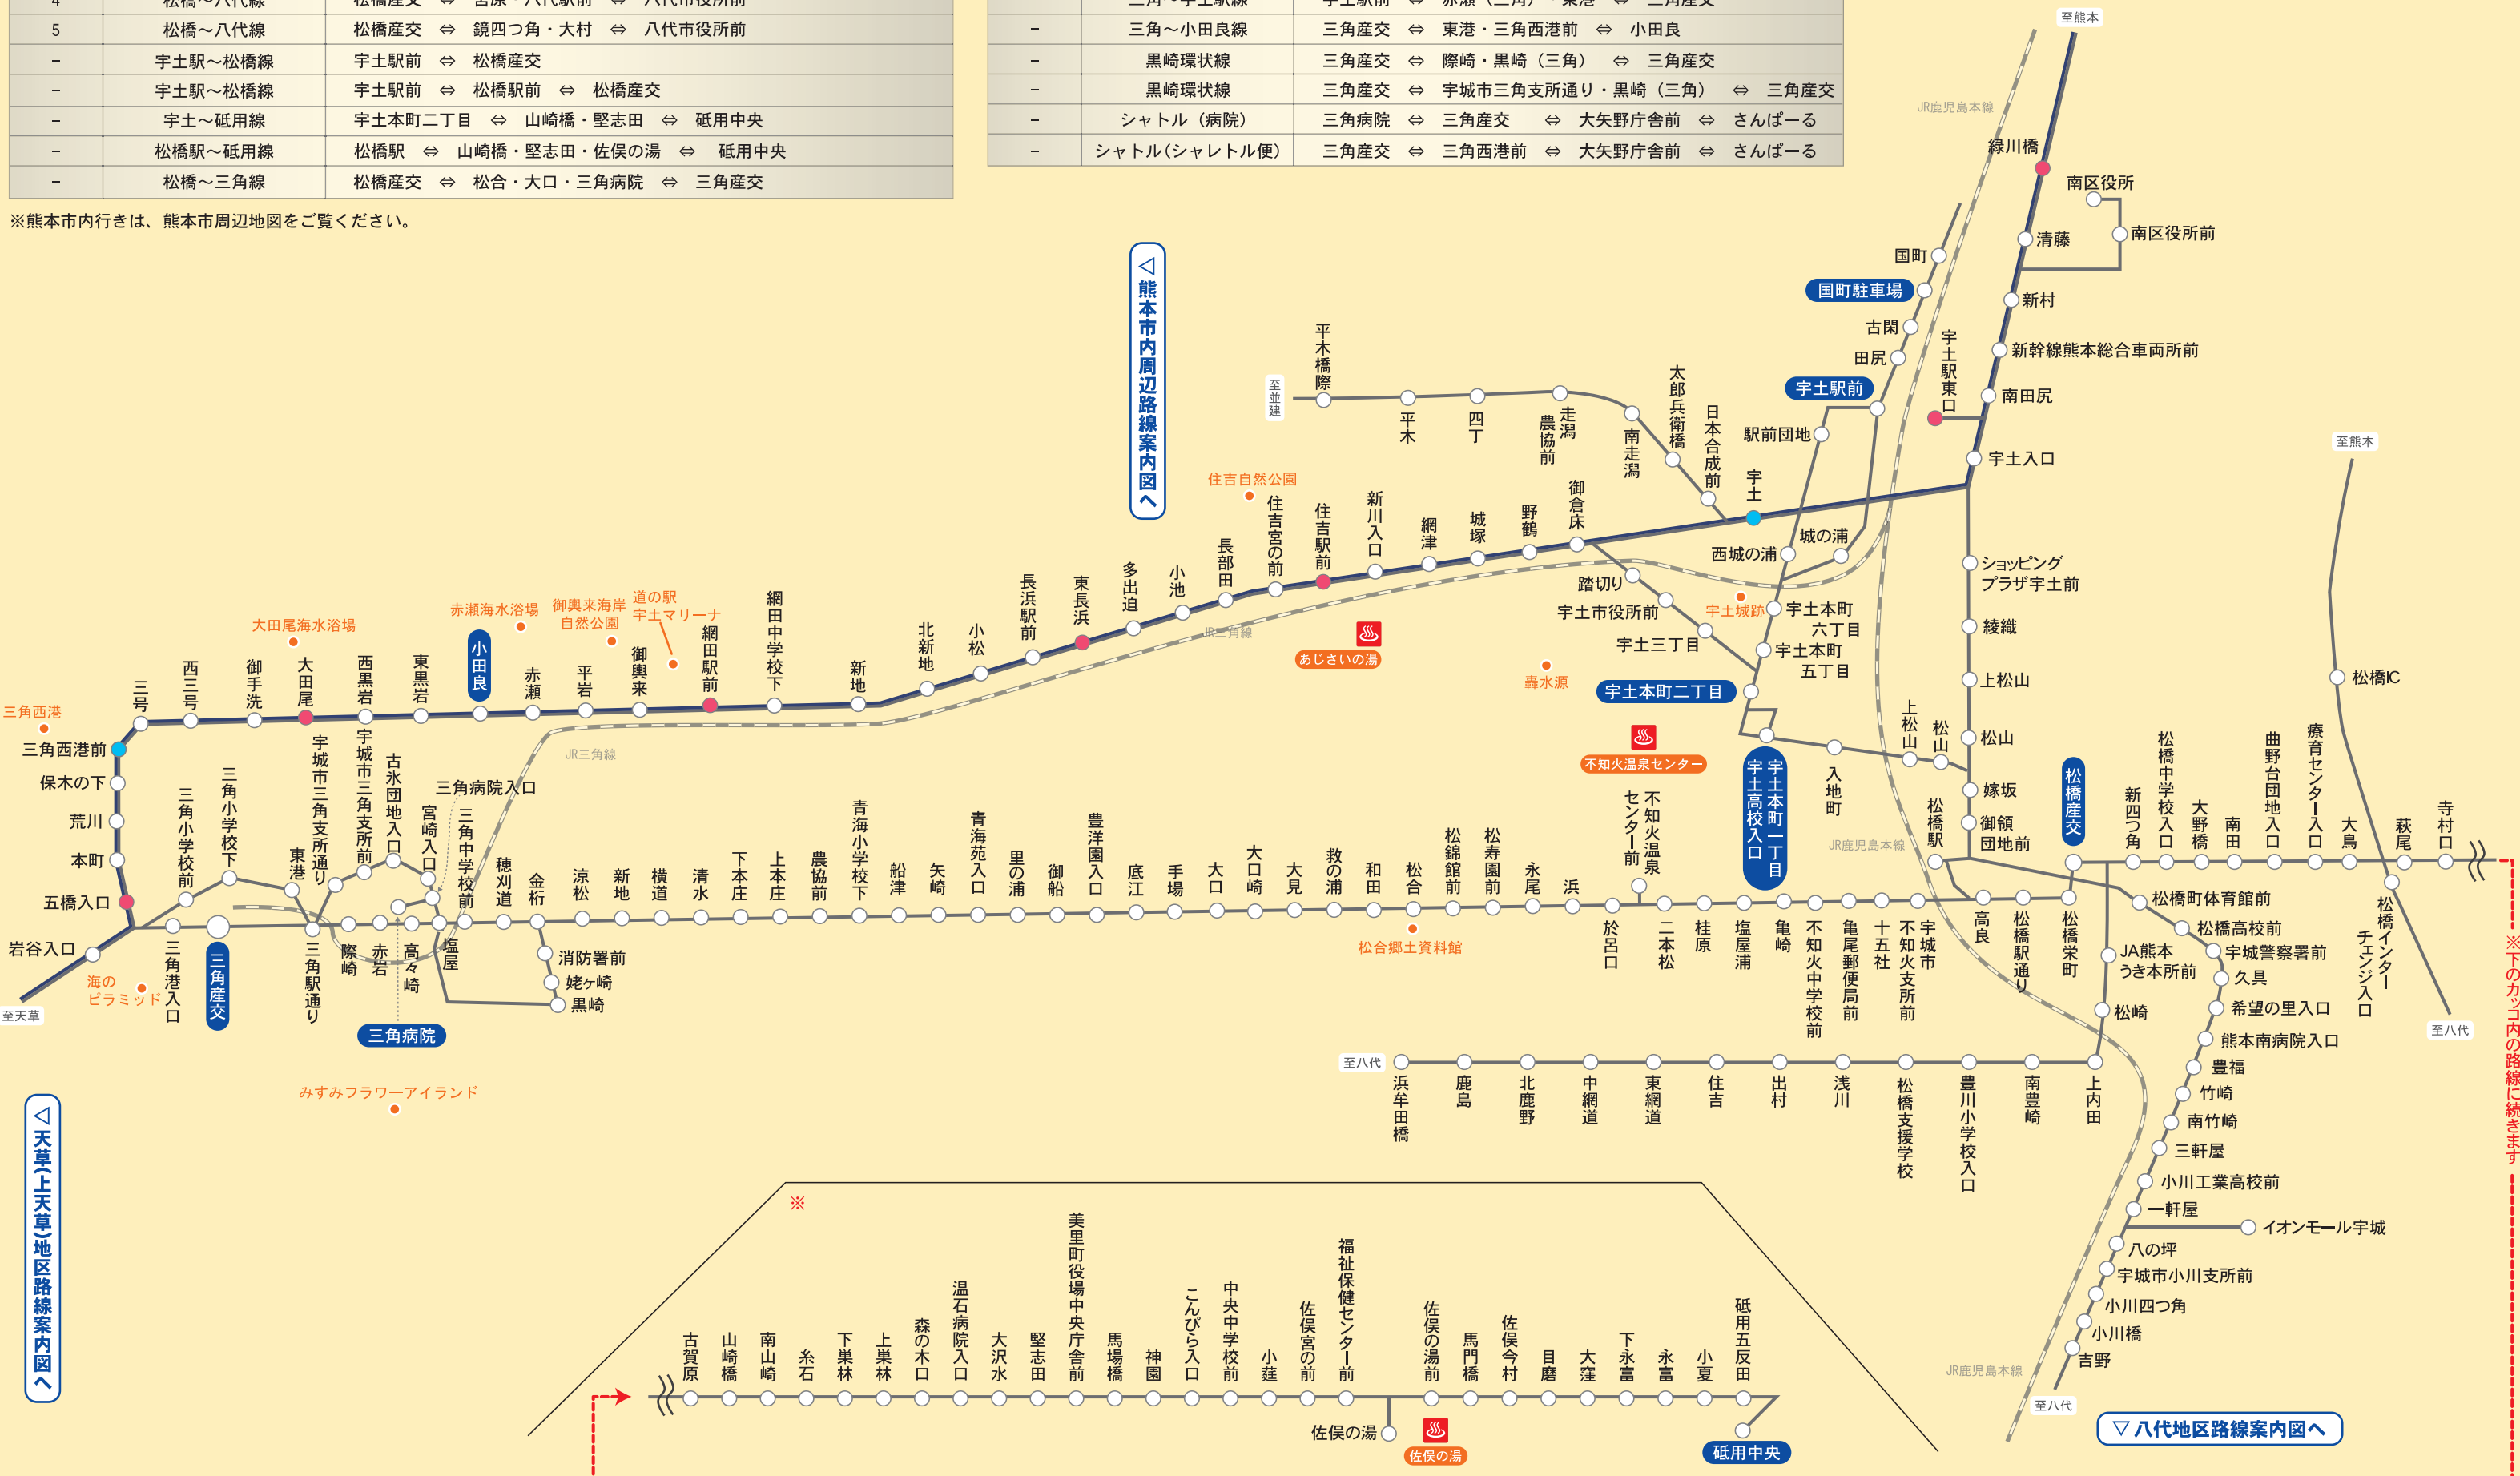 4 松橋～八代線 松橋産交 ⇔ 宮原・八代駅前 ⇔ 八代市役所前
5 松橋～八代線 松橋産交 ⇔ 鏡四つ角・大村 ⇔ 八代市役所前
− 宇土駅～松橋線 宇土駅前 ⇔ 松橋産交
− 宇土駅～松橋線 宇土駅前 ⇔ 松橋駅前 ⇔ 松橋産交
− 宇土～砥用線 宇土本町二丁目 ⇔ 山崎橋・堅志田 ⇔ 砥用中央
− 松橋駅～砥用線 松橋駅 ⇔ 山崎橋・堅志田・佐俣の湯 ⇔ 砥用中央
− 松橋～三角線 松橋産交 ⇔ 松合・大口・三角病院 ⇔ 三角産交
※熊本市内行きは、熊本市周辺地図をご覧ください。
三角～宇土駅線 宇土駅前 ⇔ 赤瀬（三角）・東港 ⇔ 三角産交
− 三角～小田良線 三角産交 ⇔ 東港・三角西港前 ⇔ 小田良
− 黒崎環状線 三角産交 ⇔ 際崎・黒崎（三角） ⇔ 三角産交
− 黒崎環状線 三角産交 ⇔ 宇城市三角支所通り・黒崎（三角） ⇔ 三角産交
− シャトル（病院） 三角病院 ⇔ 三角産交 ⇔ 大矢野庁舎前 ⇔ さんぱーる
− シャトル（シャレトル便） 三角産交 ⇔ 三角西港前 ⇔ 大矢野庁舎前 ⇔ さんぱーる
至熊本
JR鹿児島本線
緑川橋
南区役所
南区役所前
清藤
新村
新幹線熊本総合車両所前
南田尻
宇土駅東口
宇土入口
国町
国町駐車場
古閑
田尻
宇土駅前
駅前団地
城の浦
西城の浦
◁熊本市内周辺路線案内図へ
至並建
平木橋際
平木
四丁
農協前
走潟
南走潟
太郎兵衛橋
日本合成前
宇土
御倉床
野鶴
城塚
網津
新川入口
住吉駅前
住吉宮の前
住吉自然公園
長部田
小池
多出迫
東長浜
長浜駅前
小松
北新地
新地
網田中学校下
網田駅前
道の駅
宇土マリーナ
御輿来
御輿来海岸
自然公園
平岩
赤瀬
赤瀬海水浴場
小田良
東黒岩
西黒岩
大田尾
大田尾海水浴場
御手洗
西三号
三号
三角西港
三角西港前
保木の下
荒川
本町
五橋入口
岩谷入口
至天草
海の
ピラミッド
JR三角線
JR三角線
あじさいの湯
踏切り
宇土市役所前
宇土三丁目
宇土城跡
宇土本町
六丁目
宇土本町
五丁目
轟水源
宇土本町二丁目
不知火温泉センター
宇土本町一丁目
宇土高校入口
入地町
上松山
松山
ショッピング
プラザ宇土前
綾織
上松山
松山
嫁坂
御領
団地前
松橋駅
JR鹿児島本線
松橋産交
新四つ角
松橋中学校入口
大野橋
南田
曲野台団地入口
療育センター入口
大鳥
萩尾
寺村口
至熊本
松橋IC
松橋インター
チェンジ入口
至八代
三角港入口
三角産交
三角小学校前
三角小学校下
東港
宇城市三角支所通り
宇城市三角支所前
古氷団地入口
宮崎入口
三角病院入口
三角中学校前
三角駅通り
際崎
赤岩
高々崎
塩屋
三角病院
みすみフラワーアイランド
穂刈道
金桁
消防署前
姥ヶ崎
黒崎
涼松
新地
横道
清水
下本庄
上本庄
農協前
青海小学校下
船津
矢崎
青海苑入口
里の浦
御船
豊洋園入口
底江
手場
大口
大口崎
大見
救の浦
和田
松合
松合郷土資料館
松錦館前
松寿園前
永尾
浜
於呂口
不知火温泉
センター前
二本松
桂原
塩屋浦
亀崎
不知火中学校前
亀尾郵便局前
十五社
宇城市
不知火支所前
高良
松橋駅通り
松橋栄町
松橋町体育館前
松橋高校前
宇城警察署前
久具
希望の里入口
熊本南病院入口
豊福
竹崎
南竹崎
三軒屋
小川工業高校前
一軒屋
イオンモール宇城
八の坪
宇城市小川支所前
小川四つ角
小川橋
吉野
至八代
JR鹿児島本線
JA熊本
うき本所前
松崎
上内田
南豊崎
豊川小学校入口
松橋支援学校
浅川
出村
住吉
東網道
中網道
北鹿野
鹿島
浜牟田橋
至八代
※下のカッコ内の路線に続きます
◁天草(上天草)地区路線案内図へ
▽八代地区路線案内図へ
※
古賀原
山崎橋
南山崎
糸石
下巣林
上巣林
森の木口
温石病院入口
大沢水
堅志田
美里町役場中央庁舎前
馬場橋
神園
こんぴら入口
中央中学校前
小莚
佐俣宮の前
福祉保健センター前
佐俣の湯
佐俣の湯
佐俣の湯前
馬門橋
佐俣今村
目磨
大窪
下永富
永富
小夏
砥用五反田
砥用中央